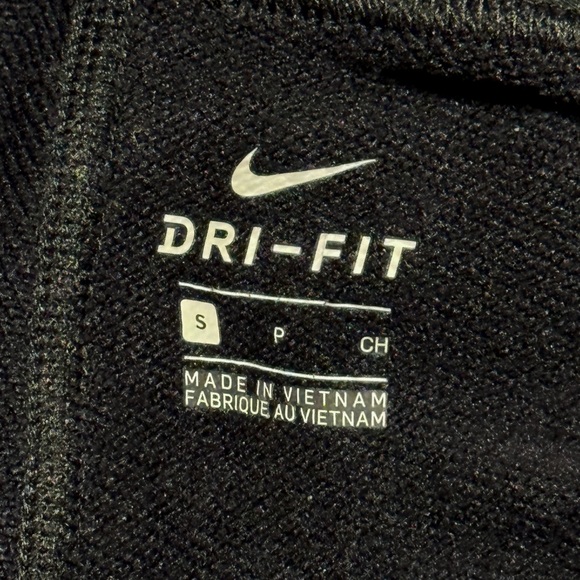 DRI-FIT
S P CH
MADE IN VIETNAM
FABRIQUE AU VIETNAM